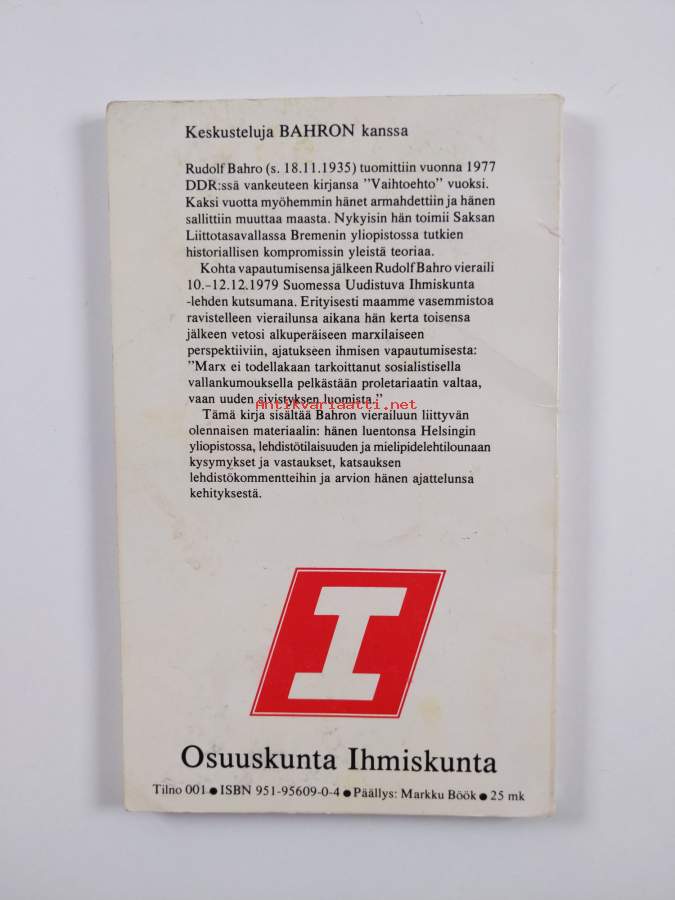 Keskusteluja BAHRON kanssa
Rudolf Bahro (s. 18.11.1935) tuomittiin vuonna 1977
DDR:ssä vankeuteen kirjansa "Vaihtoehto" vuoksi.
Kaksi vuotta myöhemmin hänet armahdettiin ja hänen
sallittiin muuttaa maasta. Nykyisin hän toimii Saksan
Liittotasavallassa Bremenin yliopistossa tutkien
historiallisen kompromissin yleistä teoriaa.
Kohta vapautumisensa jälkeen Rudolf Bahro vieraili
10.-12.12.1979 Suomessa Uudistuva Ihmiskunta
-lehden kutsumana. Erityisesti maamme vasemmistoa
ravistelleen vierailunsa aikana hän kerta toisensa
jälkeen vetosi alkuperäiseen marxilaiseen
perspektiiviin, ajatukseen ihmisen vapautumisesta:
"Marx ei todellakaan tarkoittanut sosialistisella
vallankumouksella pelkästään proletariaatin valtaa,
vaan uuden sivistyksen luomista."
Antikvariaatti.net
Tämä kirja sisältää Bahron vierailuun liittyvän
olennaisen materiaalin: hänen luentonsa Helsingin
yliopistossa, lehdistötilaisuuden ja mielipidelehtilounaan
kysymykset ja vastaukset, katsauksen
lehdistökommentteihin ja arvion hänen ajattelunsa
kehityksestä.
I
Osuuskunta Ihmiskunta
Tilno 001 ● ISBN 951-95609-0-4 ● Päällys: Markku Böök ● 25 mk